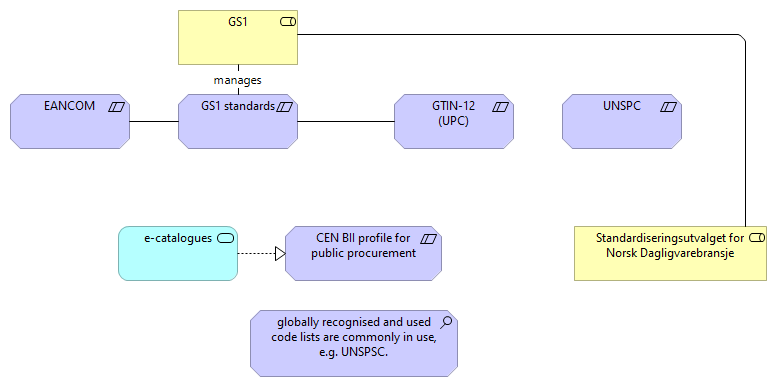 GS1
manages
EANCOM
GS1 standards
GTIN-12
(UPC)
UNSPC
e-catalogues
CEN BII profile for
public procurement
Standardiseringsutvalget for
Norsk Dagligvarebransje
globally recognised and used
code lists are commonly in use,
e.g. UNSPSC.